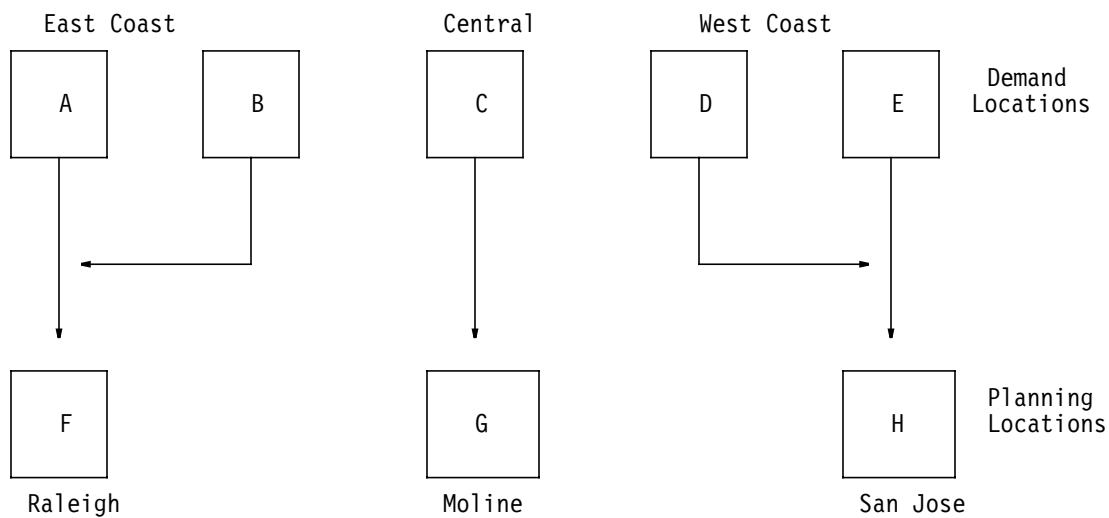 East Coast
Central
West Coast
A
B
C
D
E
Demand
Locations
F
G
H
Planning
Locations
Raleigh
Moline
San Jose